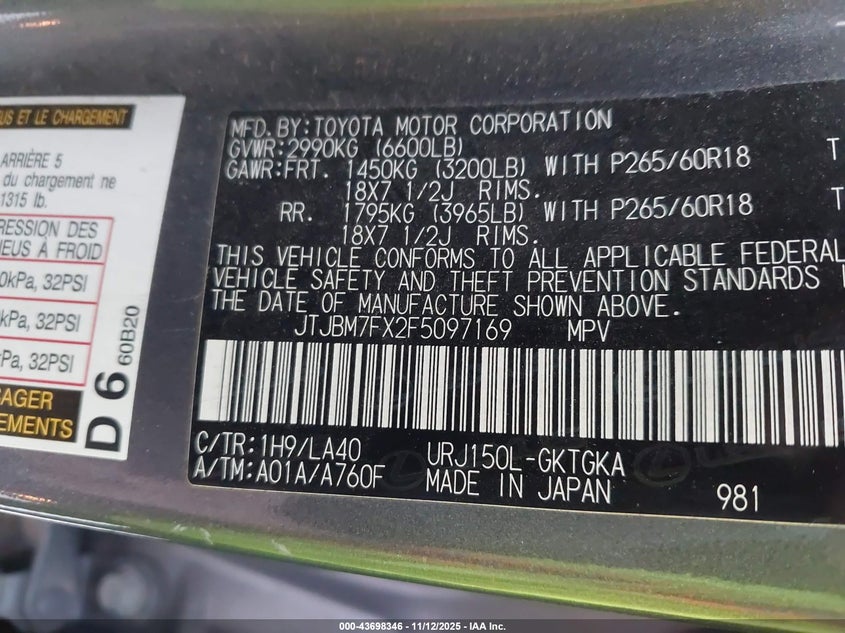 US ET LE CHARGEMENT
ARRIÈRE 5
du chargement ne
1315 lb.
RESSION DES
EUS À FROID
0kPa, 32PSI
kPa, 32PSI
kPa, 32PSI
AGER
EMENTS
D 6
60B20
MFD. BY:TOYOTA MOTOR CORPORATION
GVWR:2990KG (6600LB)
GAWR:FRT. 1450KG (3200LB) WITH P265/60R18 T
18X7 1/2J RIMS.
RR. 1795KG (3965LB) WITH P265/60R18 T
18X7 1/2J RIMS.
THIS VEHICLE CONFORMS TO ALL APPLICABLE FEDERAL
VEHICLE SAFETY AND THEFT PREVENTION STANDARDS I
THE DATE OF MANUFACTURE SHOWN ABOVE.
JTJBM7FX2F5097169 MPV
C/TR:1H9/LA40 URJ150L-GKTGKA
A/TM:A01A/A760F MADE IN JAPAN 981
000-43698346 - 11/12/2025 - IAA Inc.